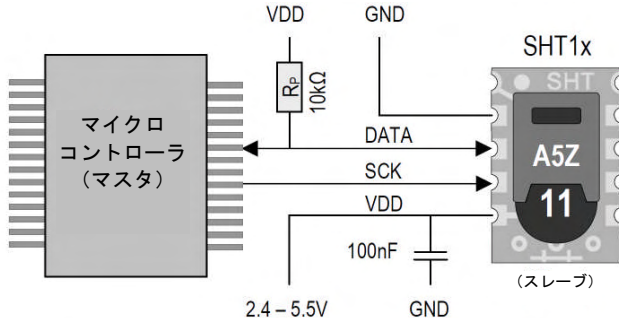 VDD
GND
SHT1x
RP
10kΩ
SHT
マイクロ
コントローラ
(マスタ)
DATA
A5Z
SCK
11
VDD
100nF
(スレーブ)
2.4 – 5.5V
GND